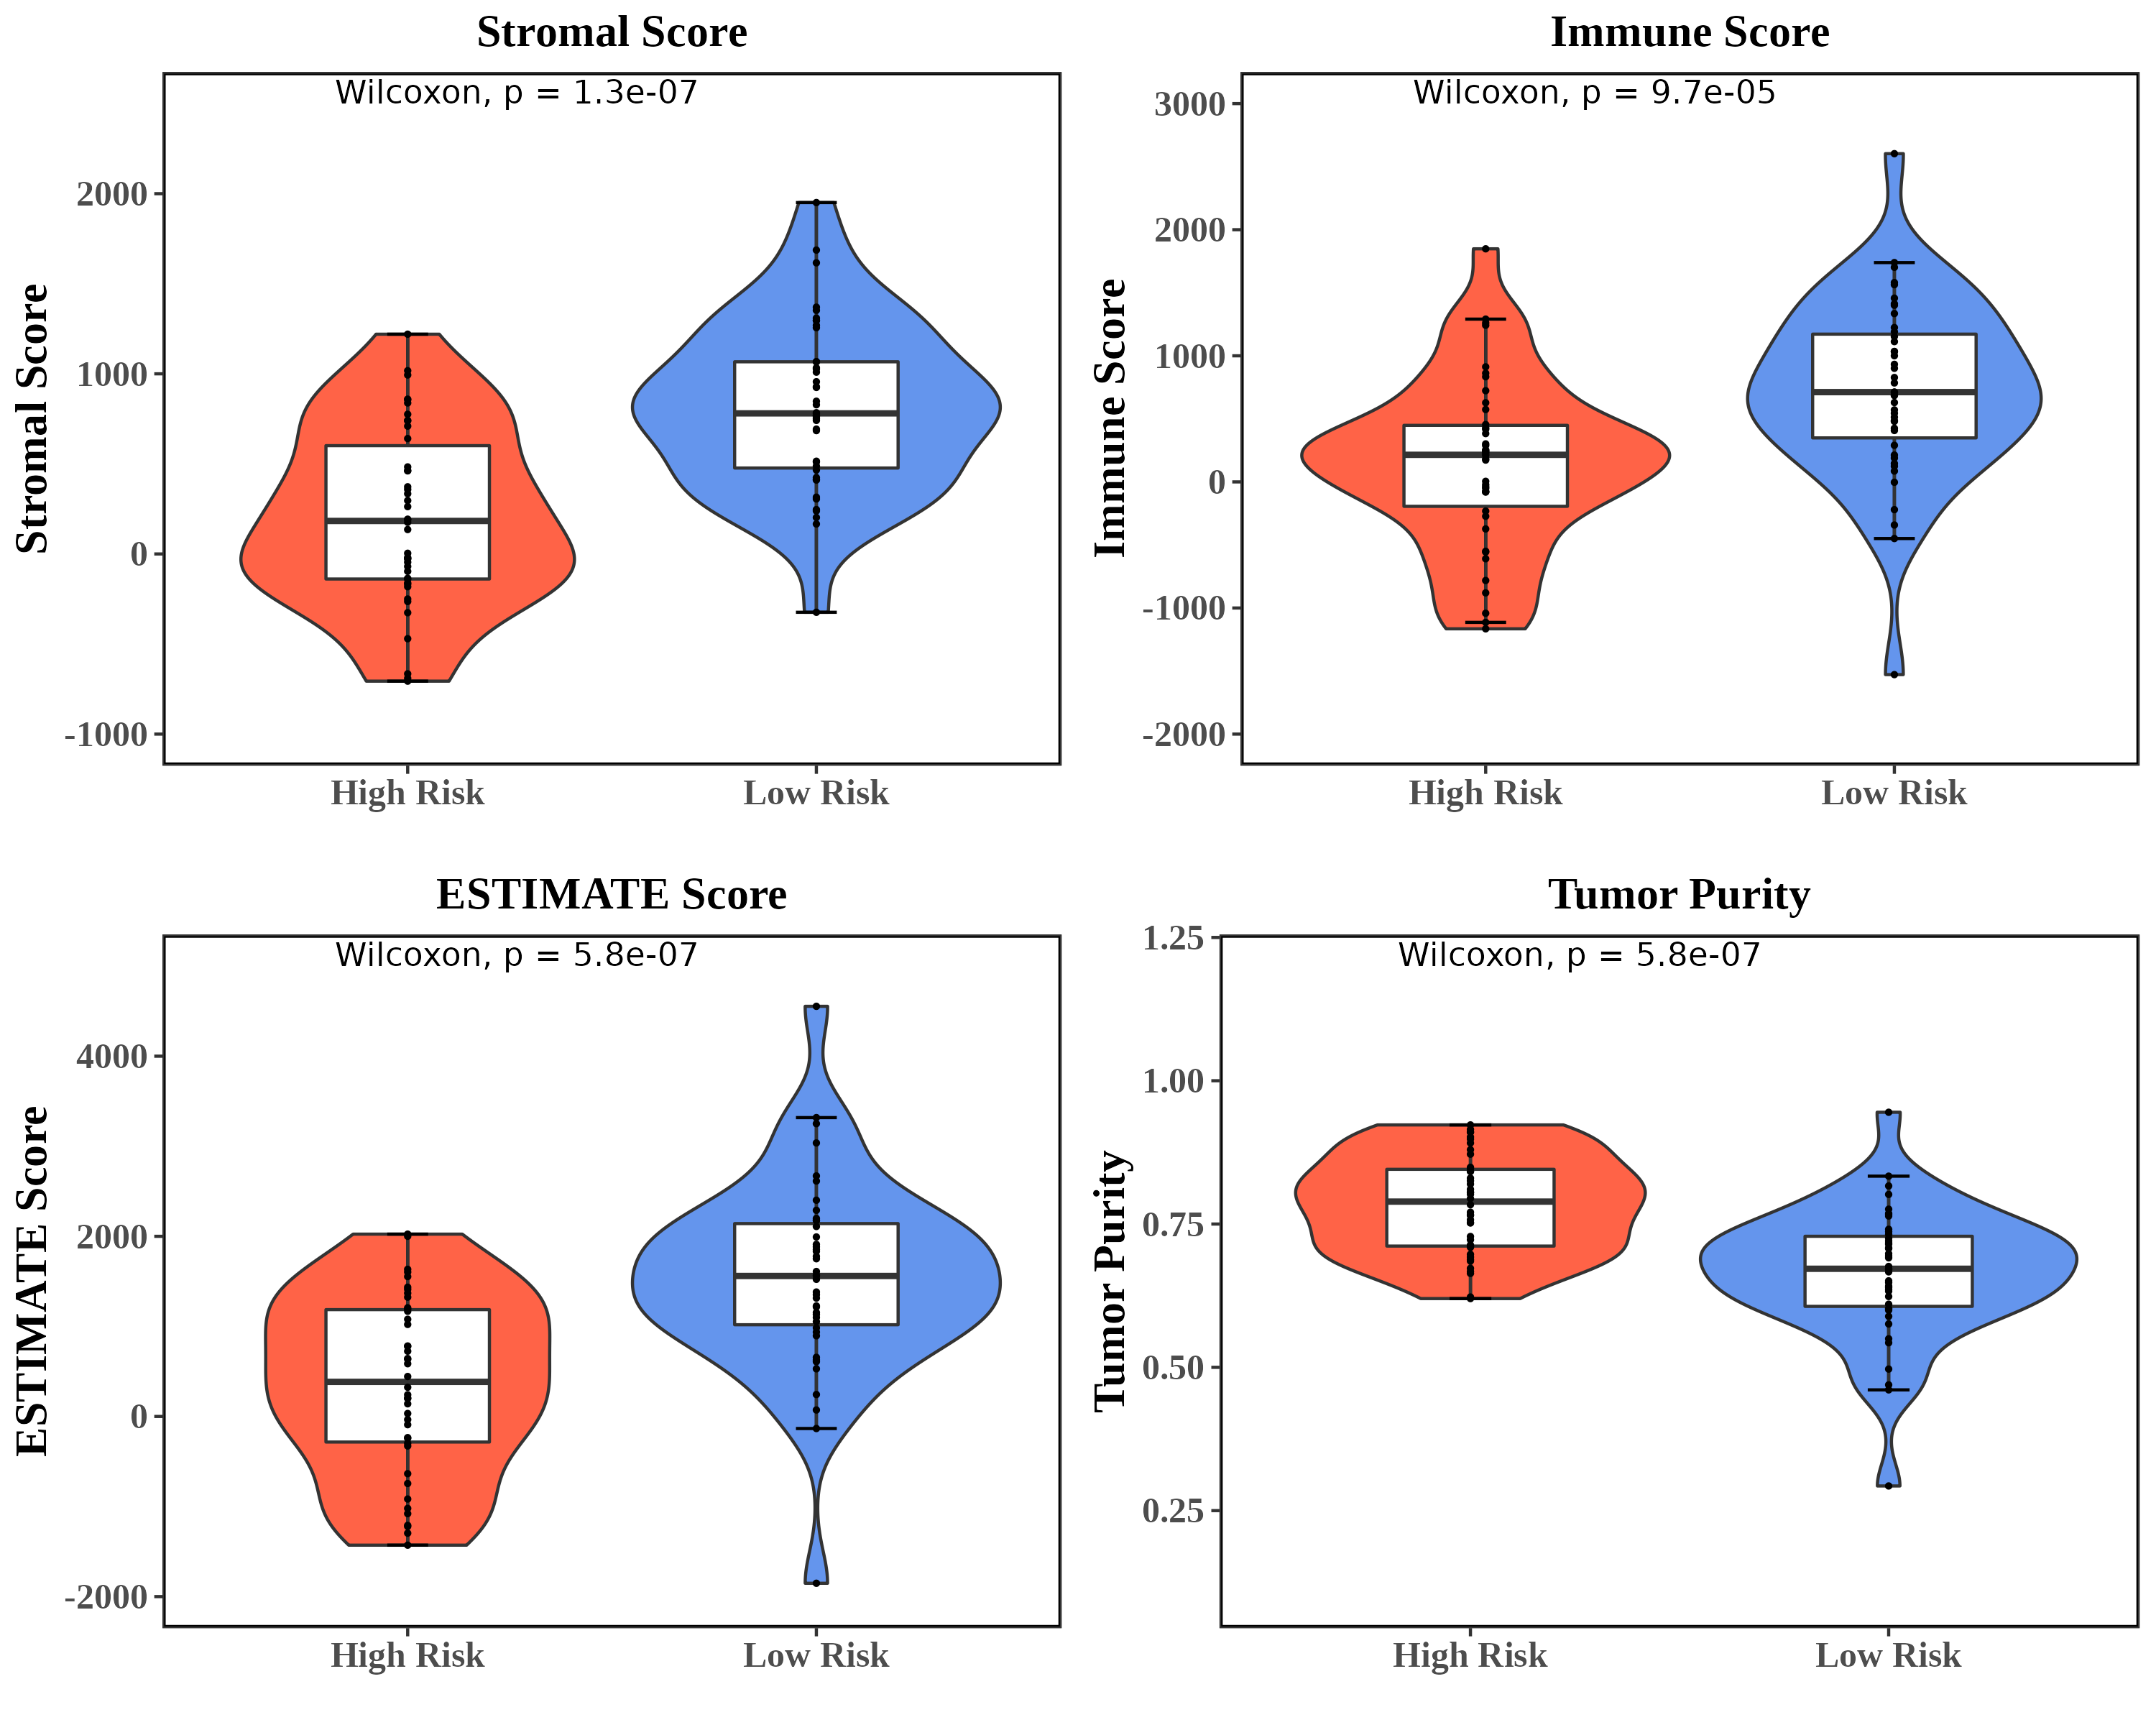 Stromal Score
Wilcoxon, p = 1.3e-07
Stromal Score
2000
1000
0
-1000
High Risk
Low Risk
Immune Score
Wilcoxon, p = 9.7e-05
Immune Score
3000
2000
1000
0
-1000
-2000
High Risk
Low Risk
ESTIMATE Score
Wilcoxon, p = 5.8e-07
ESTIMATE Score
4000
2000
0
-2000
High Risk
Low Risk
Tumor Purity
Wilcoxon, p = 5.8e-07
Tumor Purity
1.25
1.00
0.75
0.50
0.25
High Risk
Low Risk